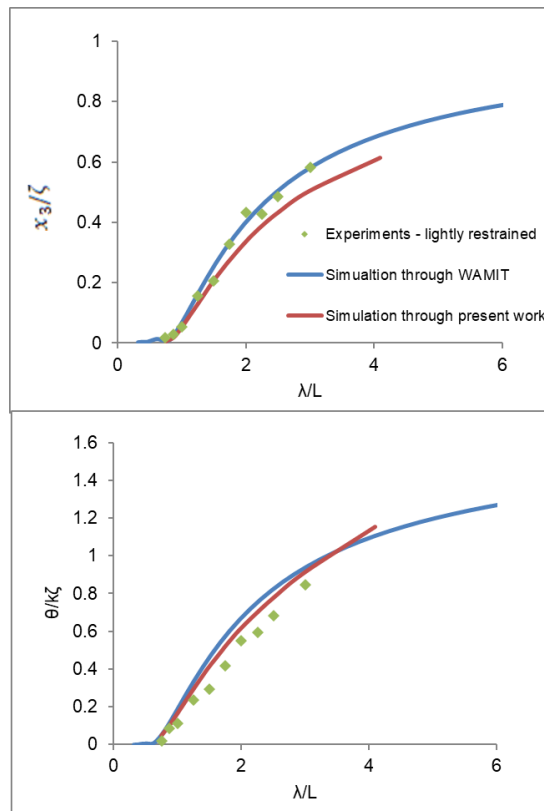 1
0.8
0.6
0.4
0.2
0
x₃/ζ
Experiments - lightly restrained
Simualtion through WAMIT
Simulation through present work
0 2 4 6
λ/L
1.6
1.4
1.2
1
0.8
0.6
0.4
0.2
0
θ/kζ
0 2 4 6
λ/L